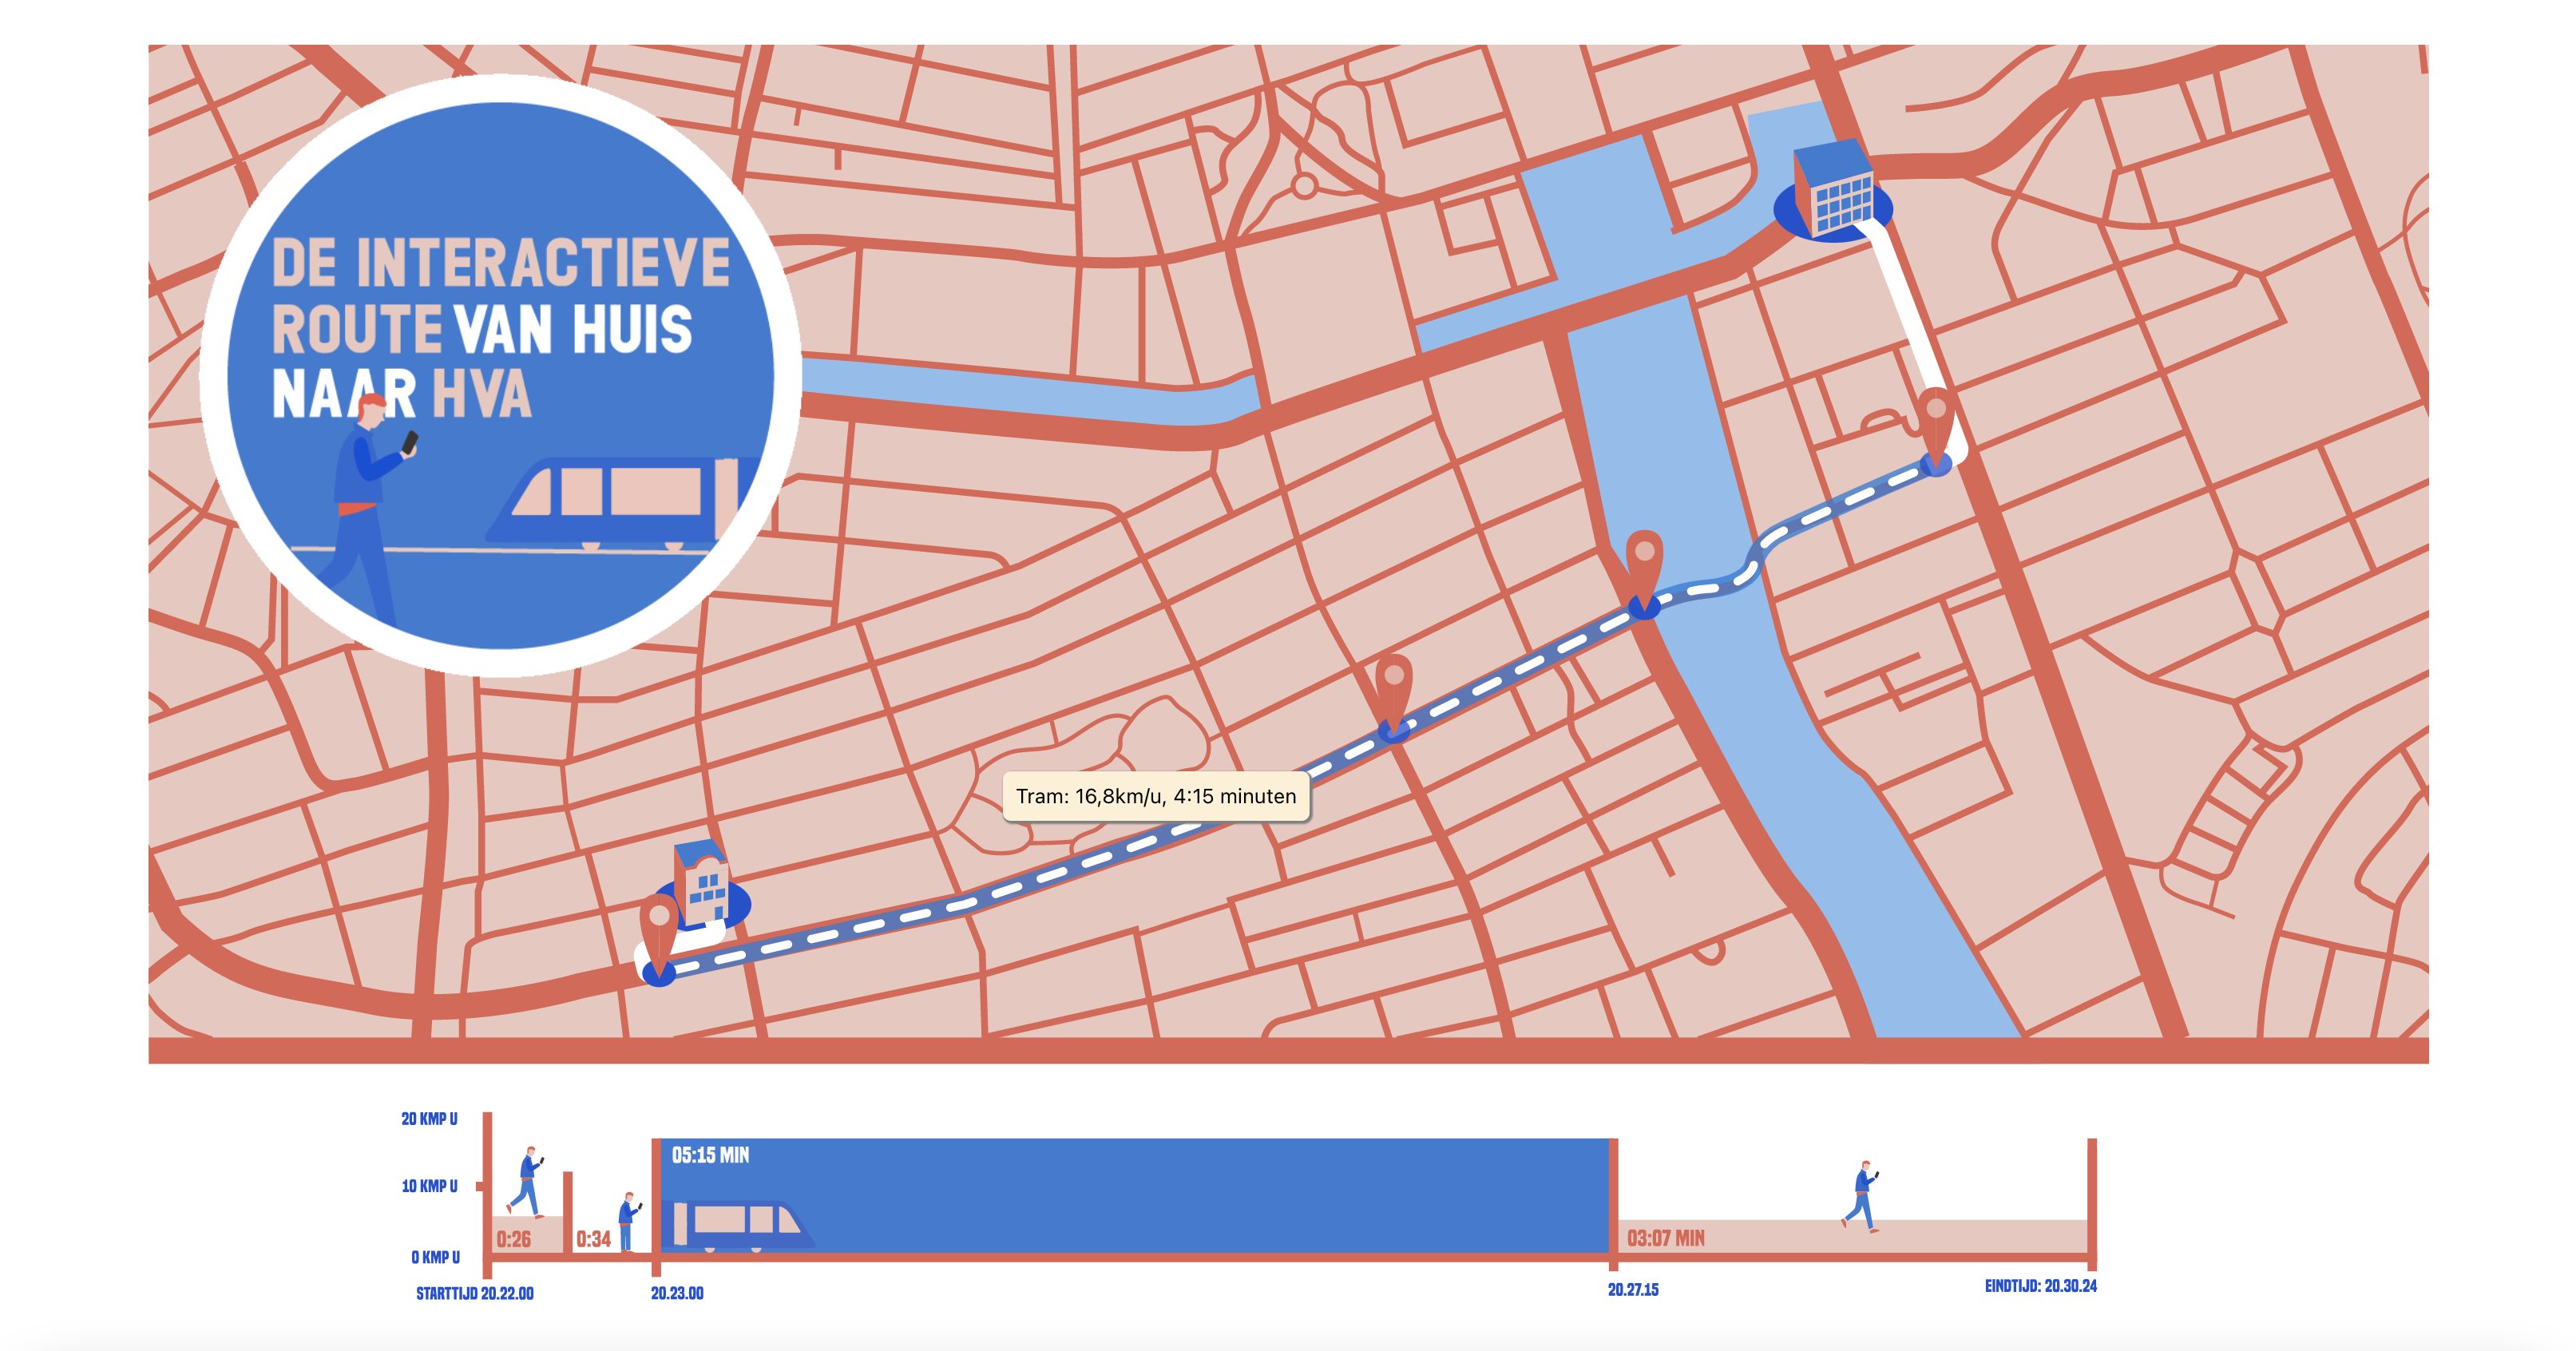 DE INTERACTIEVE
ROUTE VAN HUIS
NAAR HVA
Tram: 16,8km/u, 4:15 minuten
20 KMP U
10 KMP U
0 KMP U
0:26
0:34
05:15 MIN
03:07 MIN
STARTTIJD 20.22.00
20.23.00
20.27.15
EINDTIJD: 20.30.24